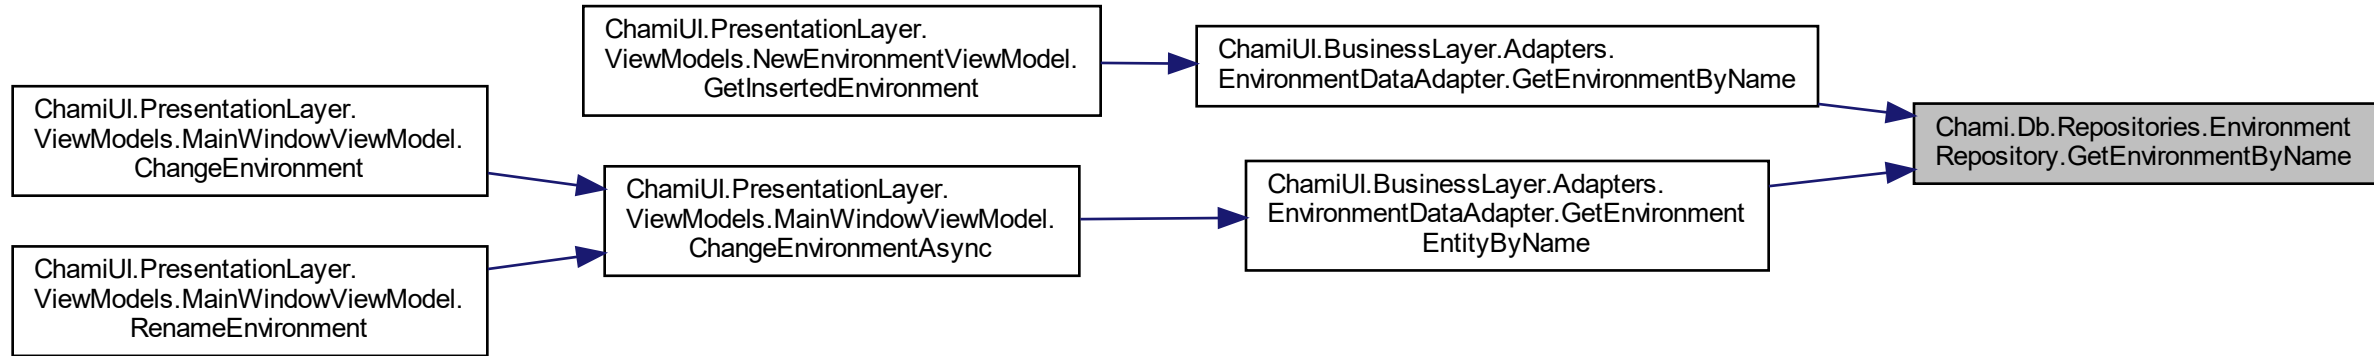 ChamiUI.PresentationLayer.
ViewModels.NewEnvironmentViewModel.
GetInsertedEnvironment
ChamiUI.BusinessLayer.Adapters.
EnvironmentDataAdapter.GetEnvironmentByName
ChamiUI.PresentationLayer.
ViewModels.MainWindowViewModel.
ChangeEnvironment
Chami.Db.Repositories.Environment
Repository.GetEnvironmentByName
ChamiUI.PresentationLayer.
ViewModels.MainWindowViewModel.
ChangeEnvironmentAsync
ChamiUI.BusinessLayer.Adapters.
EnvironmentDataAdapter.GetEnvironment
EntityByName
ChamiUI.PresentationLayer.
ViewModels.MainWindowViewModel.
RenameEnvironment